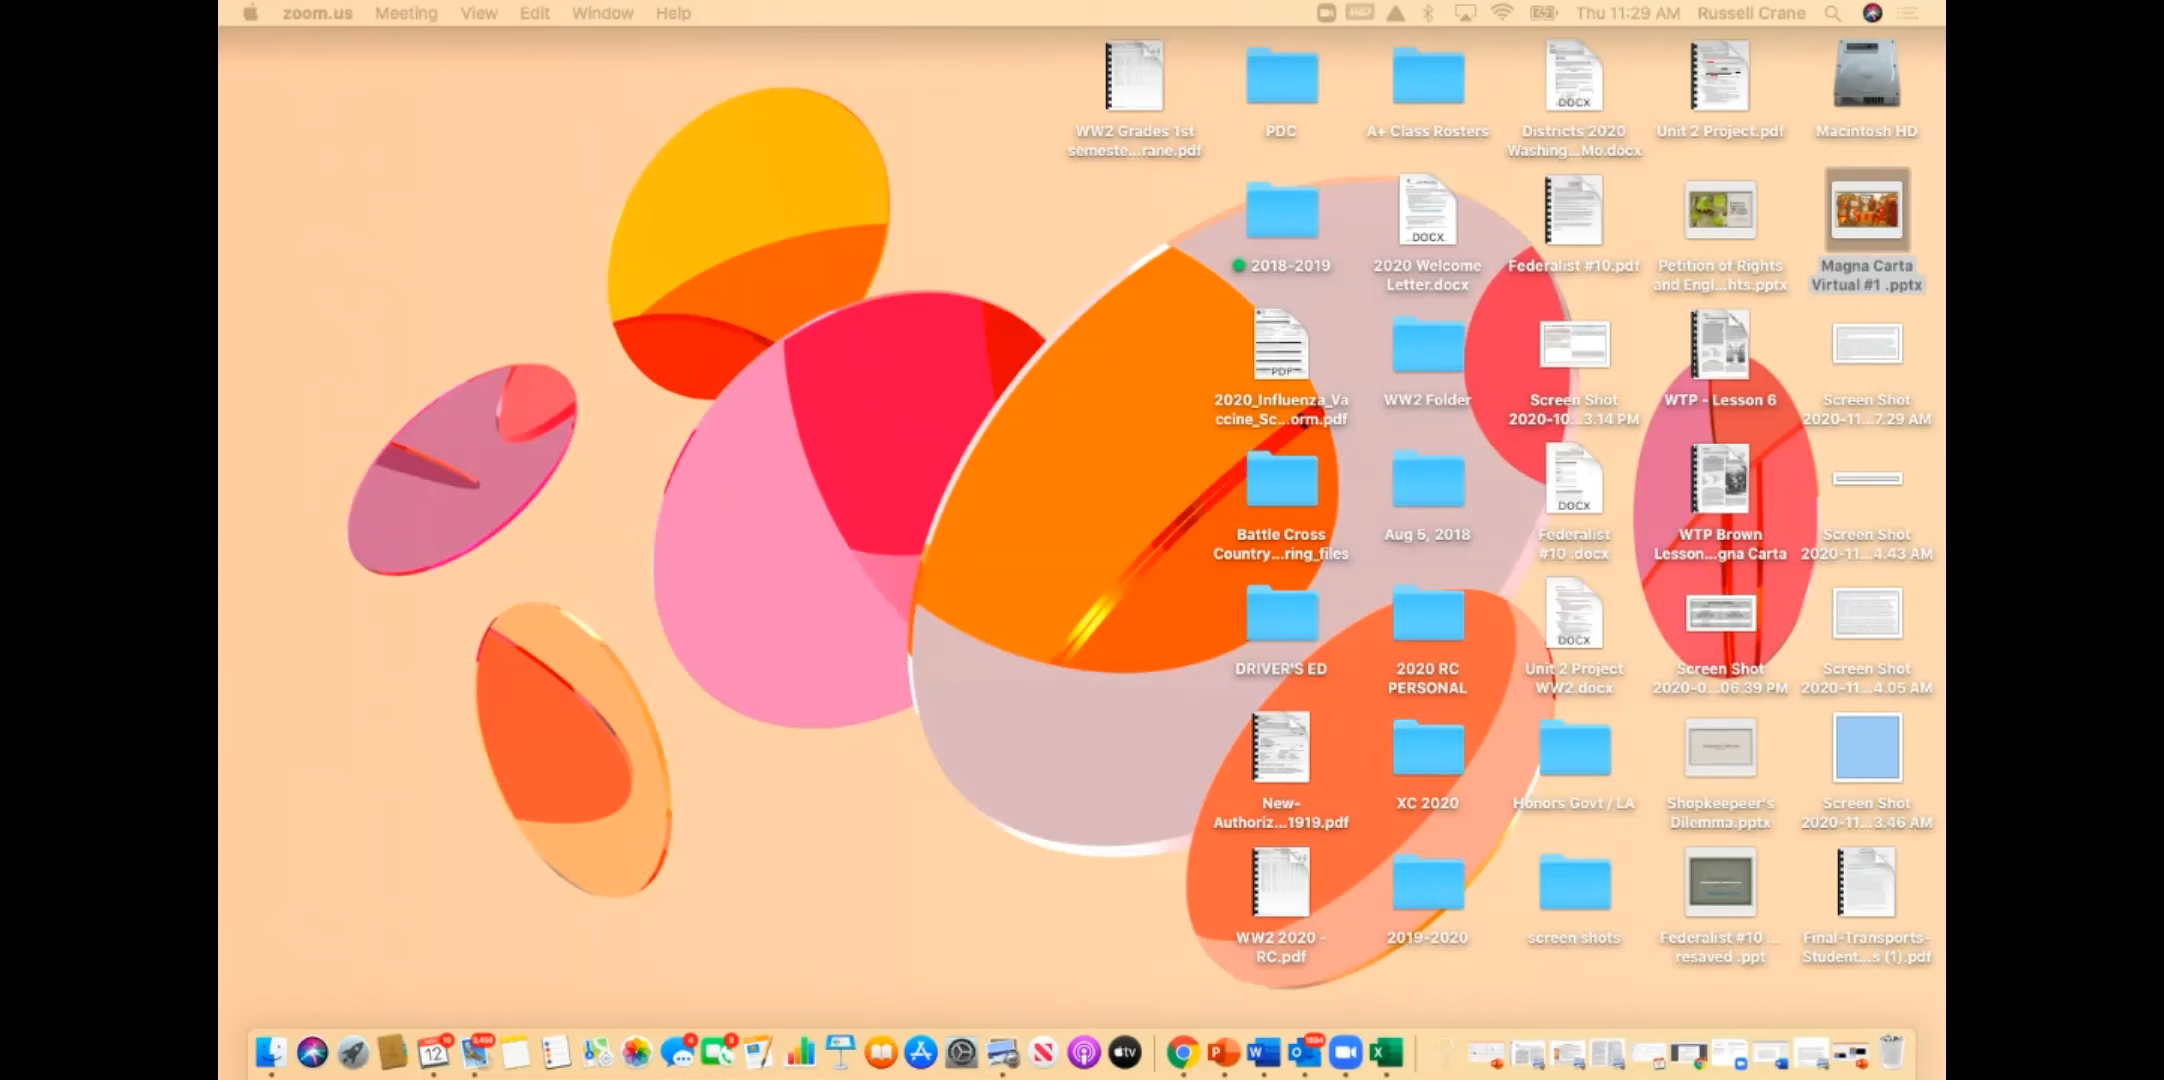 zoom.us Meeting View Edit Window Help Thu 11:29 AM Russell Crane
WW2 Grades 1st
semeste...rane.pdf
PDC
A+ Class Rosters
Districts 2020
Washing...Mo.docx
Unit 2 Project.pdf
Macintosh HD
2018-2019
DOCX
2020 Welcome
Letter.docx
Federalist #10.pdf
Petition of Rights
and Engl...hts.pptx
Magna Carta
Virtual #1 .pptx
PDF
2020_Influenza_Va
ccine_Sc...orm.pdf
WW2 Folder
Screen Shot
2020-10...3.14 PM
WTP - Lesson 6
Screen Shot
2020-11...7.29 AM
Battle Cross
Country...ring_files
Aug 5, 2018
DOCX
Federalist
#10 .docx
WTP Brown
Lesson...gna Carta
Screen Shot
2020-11...4.43 AM
DRIVER'S ED
2020 RC
PERSONAL
DOCX
Unit 2 Project
WW2.docx
Screen Shot
2020-0...06.39 PM
Screen Shot
2020-11...4.05 AM
New-
Authoriz...1919.pdf
XC 2020
Honors Govt / LA
Shopkeepeer's
Dilemma.pptx
Screen Shot
2020-11...3.46 AM
WW2 2020 -
RC.pdf
2019-2020
screen shots
Federalist #10 ...
resaved .ppt
Final-Transports-
Student...s (1).pdf
12
tv